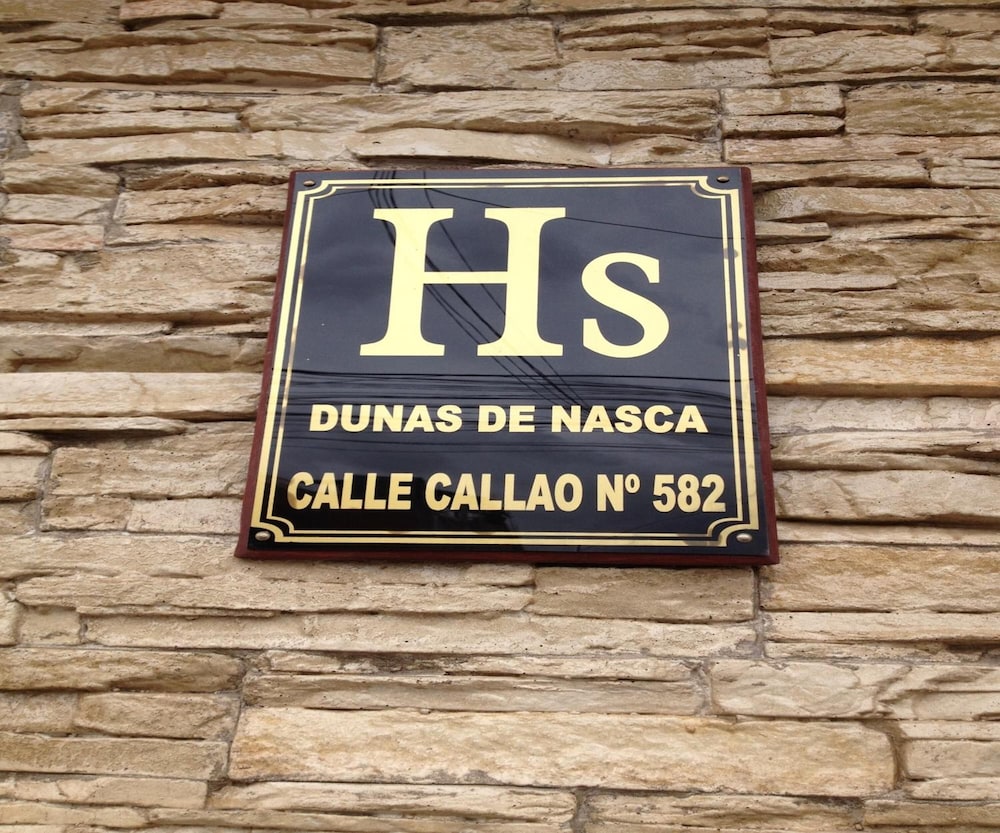 Hs
DUNAS DE NASCA
CALLE CALLAO Nº 582